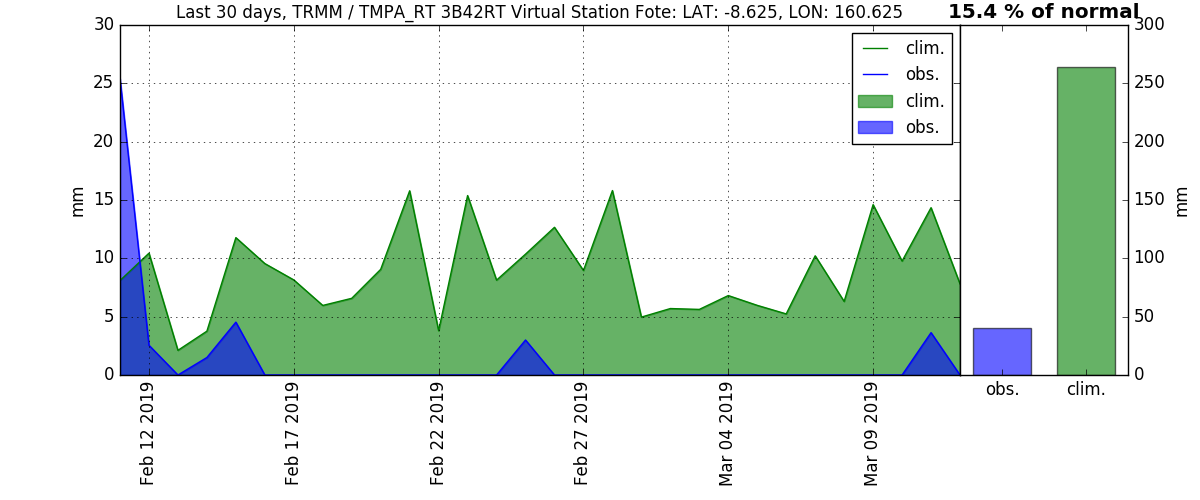 Last 30 days, TRMM / TMPA_RT 3B42RT Virtual Station Fote: LAT: -8.625, LON: 160.625
15.4 % of normal
30
25
20
15
10
5
0
mm
clim.
obs.
clim.
obs.
Feb 12 2019
Feb 17 2019
Feb 22 2019
Feb 27 2019
Mar 04 2019
Mar 09 2019
300
250
200
150
100
50
0
mm
obs.
clim.